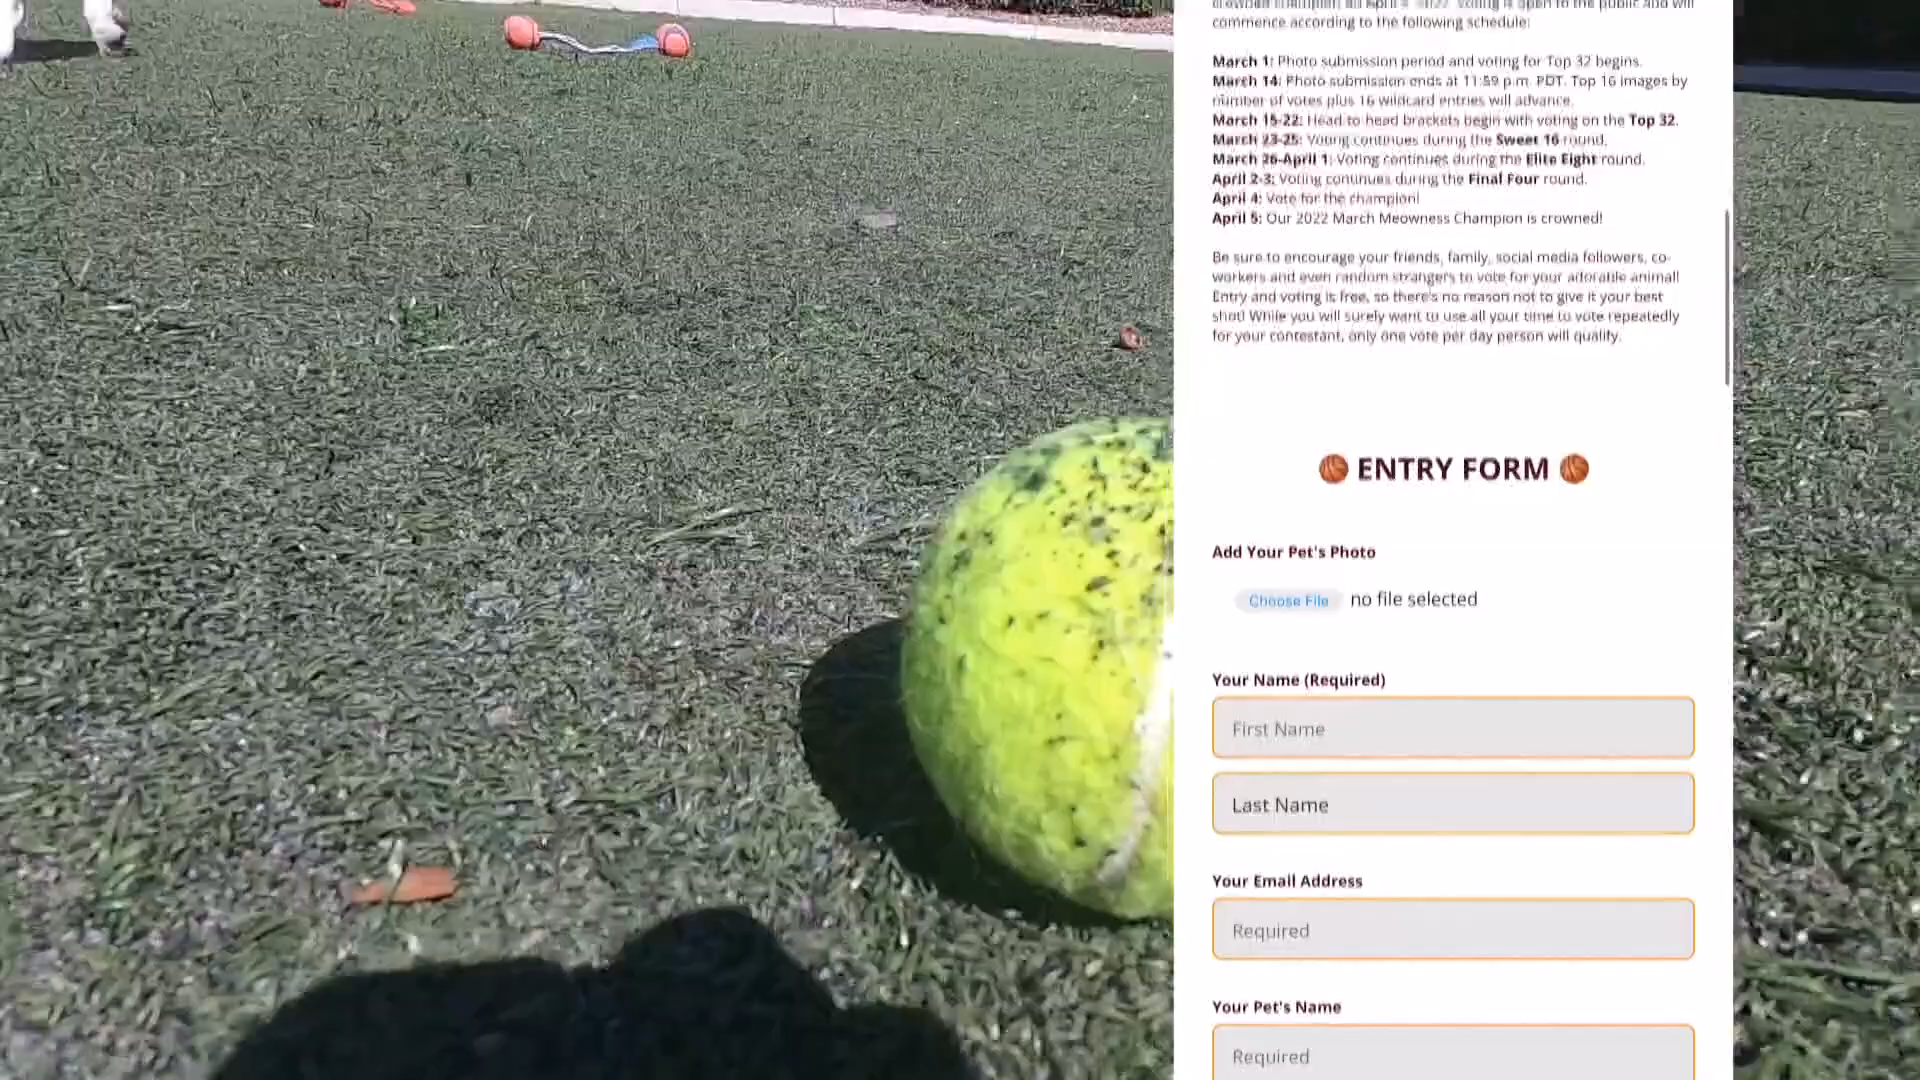 commence according to the following schedule:
March 1: Photo submission period and voting for Top 32 begins.
March 14: Photo submission ends at 11:59 p.m. PDT. Top 16 images by
number of votes plus 16 wildcard entries will advance.
March 15-22: Head to head brackets begin with voting on the Top 32.
March 23-25: Voting continues during the Sweet 16 round.
March 26-April 1: Voting continues during the Elite Eight round.
April 2-3: Voting continues during the Final Four round.
April 4: Vote for the champion!
April 5: Our 2022 March Meowness Champion is crowned!
Be sure to encourage your friends, family, social media followers, co-
workers and even random strangers to vote for your adorable animal!
Entry and voting is free, so there's no reason not to give it your best
shot! While you will surely want to use all your time to vote repeatedly
for your contestant, only one vote per day person will qualify.
ENTRY FORM
Add Your Pet's Photo
Choose File no file selected
Your Name (Required)
First Name
Last Name
Your Email Address
Required
Your Pet's Name
Required